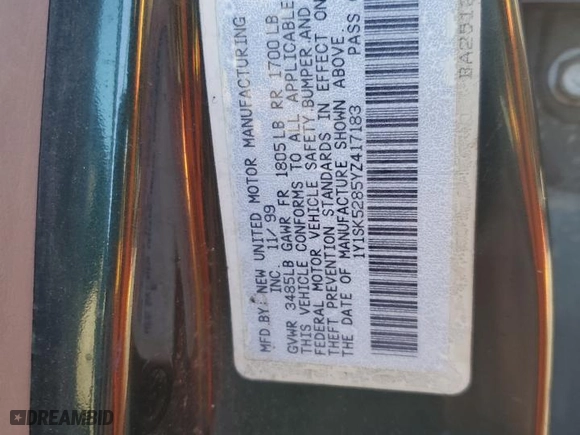 MFD.BY: NEW UNITED MOTOR MANUFACTURING
INC. 11/99
GVWR 3485LB GAWR FR 1805LB RR 1700LB
THIS VEHICLE CONFORMS TO ALL APPLICABLE
FEDERAL MOTOR VEHICLE SAFETY.BUMPER.AND
THEFT PREVENTION STANDARDS IN EFFECT ON
THE DATE OF MANUFACTURE SHOWN ABOVE
1Y1SK5285YZ417183 PASS
BA251
DREAMBID